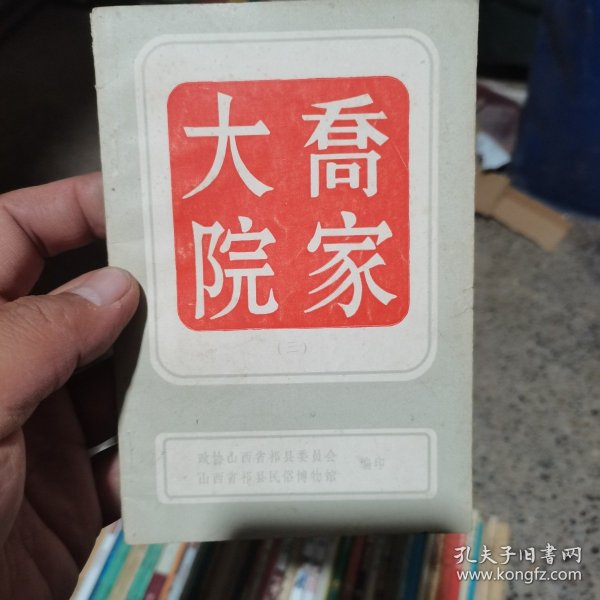 喬家
大院
（三）
政协山西省祁县委员会
山西省祁县民俗博物馆
编印
孔夫子旧书网
www.kongfz.com